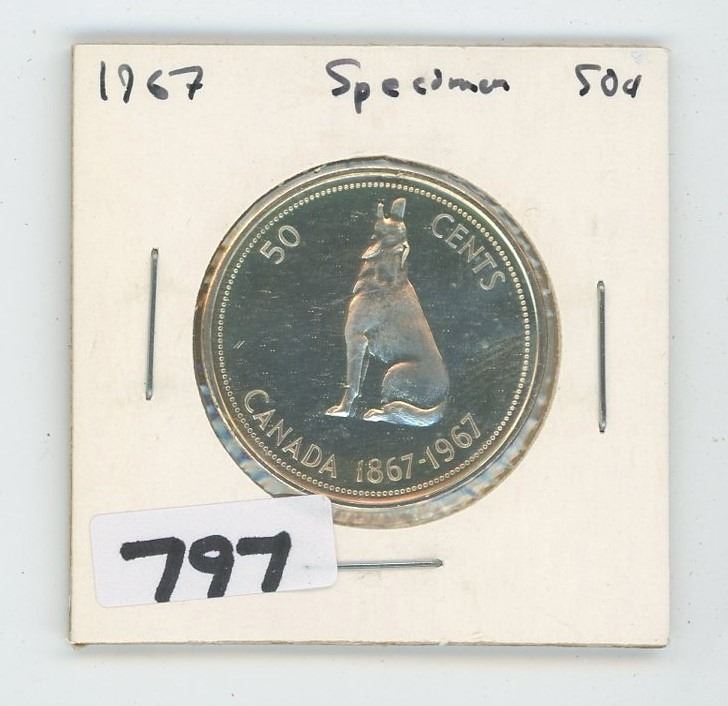 1967 Specimen 50¢
50 CENTS
CANADA 1867-1967
797